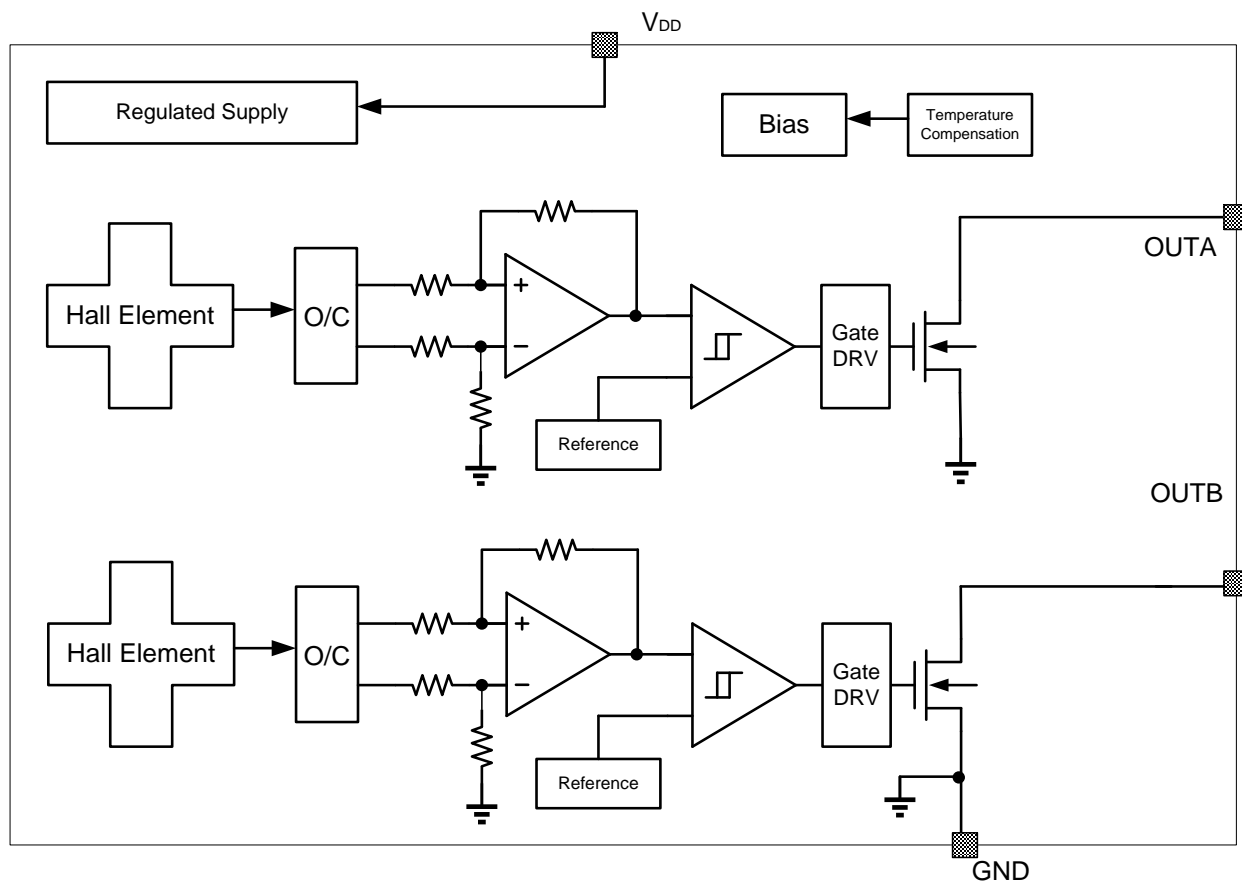 VDD
Regulated Supply
Bias
Temperature
Compensation
OUTA
Hall Element
O/C
+
−
Gate
DRV
Reference
OUTB
Hall Element
O/C
+
−
Gate
DRV
Reference
GND